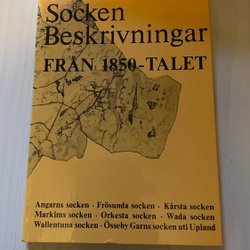 Socken
Beskrivningar
FRÅN 1850-TALET
Angarns socken · Frösunda socken · Kårsta socken
Markims socken · Orkesta socken · Wada socken
Wallentuna socken · Össeby Garns socken uti Upland